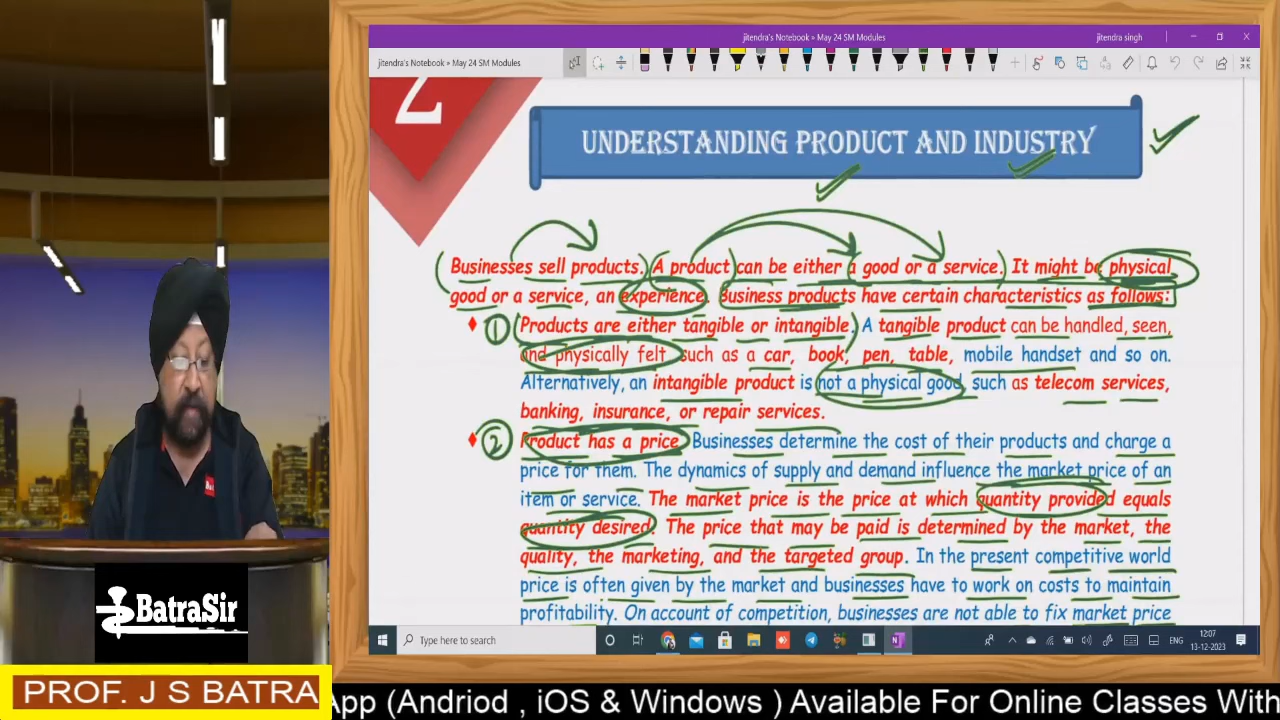 jitendra's Notebook » May 24 SM Modules
jitendra singh
jitendra's Notebook » May 24 SM Modules
2
UNDERSTANDING PRODUCT AND INDUSTRY
Businesses sell products. A product can be either a good or a service. It might be physical
good or a service, an experience. Business products have certain characteristics as follows:
1 Products are either tangible or intangible. A tangible product can be handled, seen,
and physically felt such as a car, book, pen, table, mobile handset and so on.
Alternatively, an intangible product is not a physical good, such as telecom services,
banking, insurance, or repair services.
2 Product has a price. Businesses determine the cost of their products and charge a
price for them. The dynamics of supply and demand influence the market price of an
item or service. The market price is the price at which quantity provided equals
quantity desired. The price that may be paid is determined by the market, the
quality, the marketing, and the targeted group. In the present competitive world
price is often given by the market and businesses have to work on costs to maintain
profitability. On account of competition, businesses are not able to fix market price
Type here to search
ENG
12:07
13-12-2023
BatraSir
PROF. J S BATRA
App (Andriod , iOS & Windows ) Available For Online Classes With